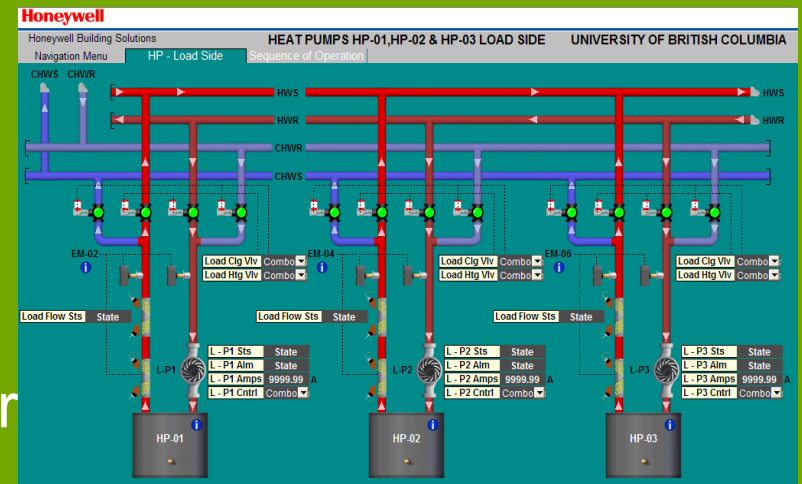 Honeywell
Honeywell Building Solutions HEAT PUMPS HP-01,HP-02 & HP-03 LOAD SIDE UNIVERSITY OF BRITISH COLUMBIA
Navigation Menu HP - Load Side Sequence of Operation
CHWS CHWR
HWS HWS
HWR HWR
CHWR
CHWS
EM-02 EM-04 EM-06
Load Clg Vlv Combo Load Clg Vlv Combo Load Clg Vlv Combo
Load Htg Vlv Combo Load Htg Vlv Combo Load Htg Vlv Combo
Load Flow Sts State Load Flow Sts State Load Flow Sts State
L - P1 Sts State L - P2 Sts State L - P3 Sts State
L-P1 L - P1 Alm State L-P2 L - P2 Alm State L-P3 L - P3 Alm State
L - P1 Amps 9999.99 A L - P2 Amps 9999.99 A L - P3 Amps 9999.99 A
L - P1 Cntrl Combo L - P2 Cntrl Combo L - P3 Cntrl Combo
r
HP-01 HP-02 HP-03